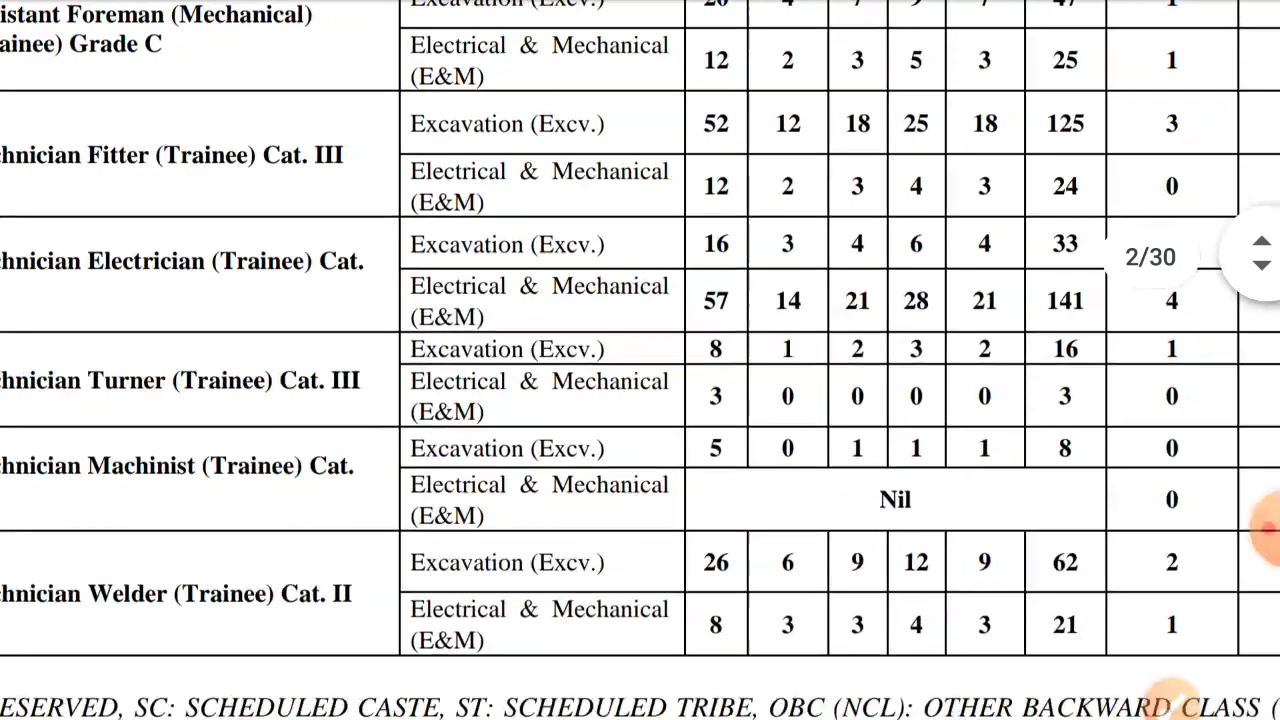 istant Foreman (Mechanical)
ainee) Grade C
Electrical & Mechanical
(E&M)
12 2 3 5 3 25 1
chnician Fitter (Trainee) Cat. III
Excavation (Excv.) 52 12 18 25 18 125 3
Electrical & Mechanical
(E&M)
12 2 3 4 3 24 0
chnician Electrician (Trainee) Cat.
Excavation (Excv.) 16 3 4 6 4 33
2/30
Electrical & Mechanical
(E&M)
57 14 21 28 21 141 4
chnician Turner (Trainee) Cat. III
Excavation (Excv.) 8 1 2 3 2 16 1
Electrical & Mechanical
(E&M)
3 0 0 0 0 3 0
chnician Machinist (Trainee) Cat.
Excavation (Excv.) 5 0 1 1 1 8 0
Electrical & Mechanical
(E&M)
Nil 0
chnician Welder (Trainee) Cat. II
Excavation (Excv.) 26 6 9 12 9 62 2
Electrical & Mechanical
(E&M)
8 3 3 4 3 21 1
ESERVED, SC: SCHEDULED CASTE, ST: SCHEDULED TRIBE, OBC (NCL): OTHER BACKWARD CLASS (